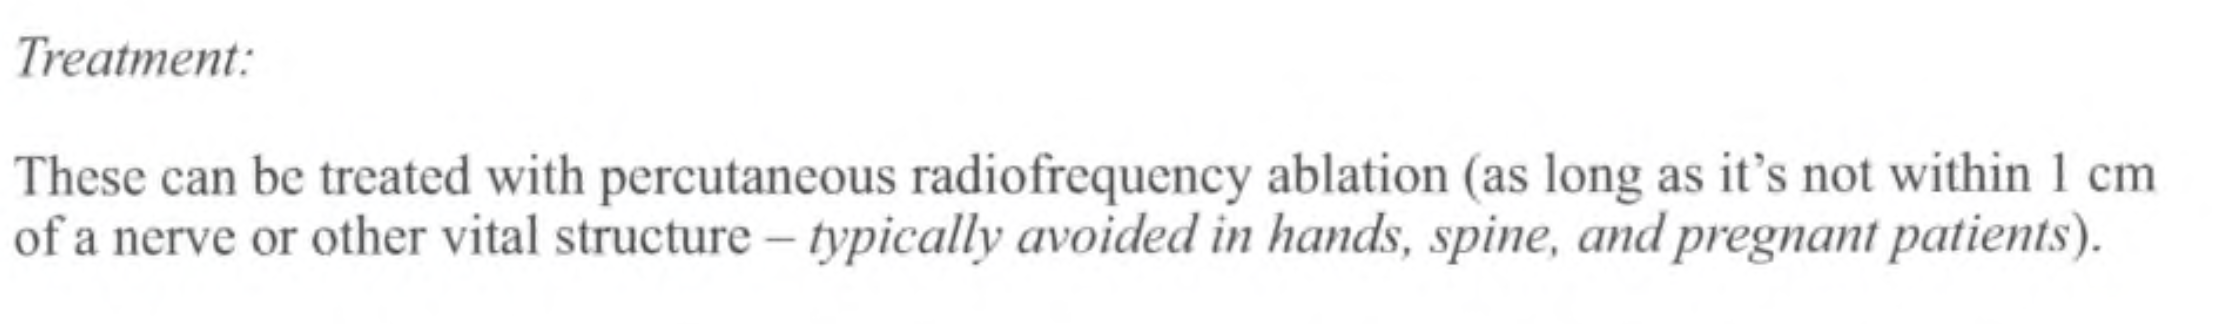 Treatment:
These can be treated with percutaneous radiofrequency ablation (as long as it's not within 1 cm
of a nerve or other vital structure – typically avoided in hands, spine, and pregnant patients).